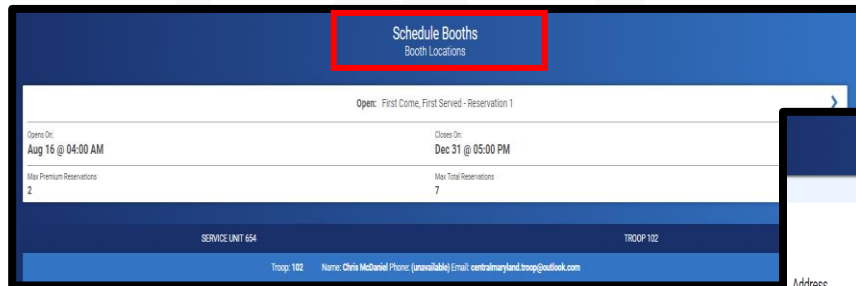 Schedule Booths
Booth Locations
Open: First Come, First Served - Reservation 1
Opens On:
Aug 16 @ 04:00 AM
Closes On:
Dec 31 @ 05:00 PM
Max Premium Reservations
2
Max Total Reservations
7
SERVICE UNIT 654
TROOP 102
Troop: 102 Name: Chris McDaniel Phone: (unavailable) Email: centralmaryland.troop@outlook.com
Address